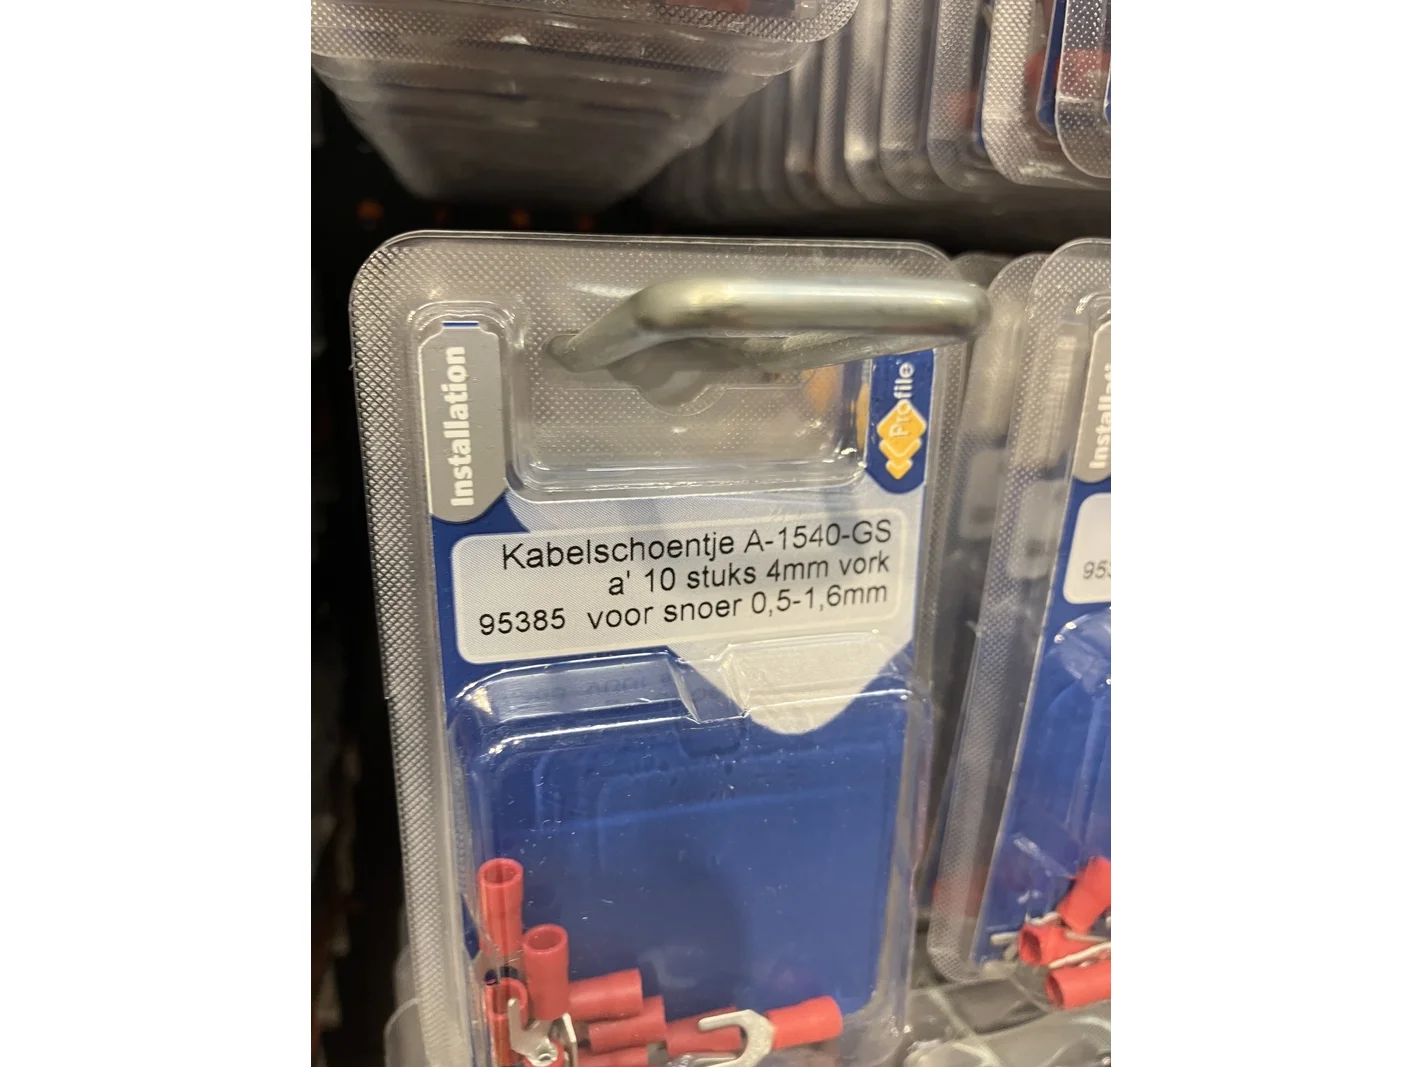 Installation
Profile
Kabelschoentje A-1540-GS
a' 10 stuks 4mm vork
95385 voor snoer 0,5-1,6mm